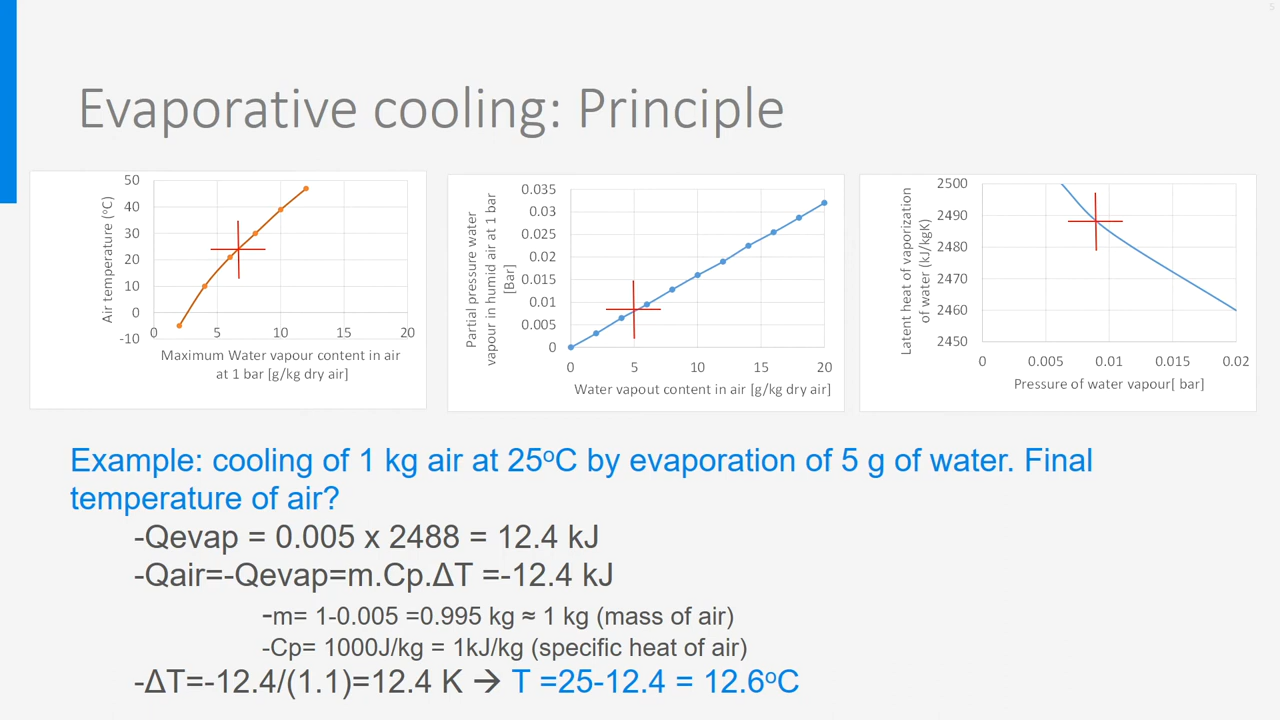 Evaporative cooling: Principle
Air temperature (°C)
50
40
30
20
10
0
-10
0 5 10 15 20
Maximum Water vapour content in air
at 1 bar [g/kg dry air]
Partial pressure water
vapour in humid air at 1 bar
[Bar]
0.035
0.03
0.025
0.02
0.015
0.01
0.005
0
0 5 10 15 20
Water vapout content in air [g/kg dry air]
Latent heat of vaporization
of water (kJ/kgK)
2500
2490
2480
2470
2460
2450
0 0.005 0.01 0.015 0.02
Pressure of water vapour[ bar]
Example: cooling of 1 kg air at 25°C by evaporation of 5 g of water. Final
temperature of air?
-Qevap = 0.005 x 2488 = 12.4 kJ
-Qair=-Qevap=m.Cp.ΔT =-12.4 kJ
-m= 1-0.005 =0.995 kg ≈ 1 kg (mass of air)
-Cp= 1000J/kg = 1kJ/kg (specific heat of air)
-ΔT=-12.4/(1.1)=12.4 K → T =25-12.4 = 12.6°C